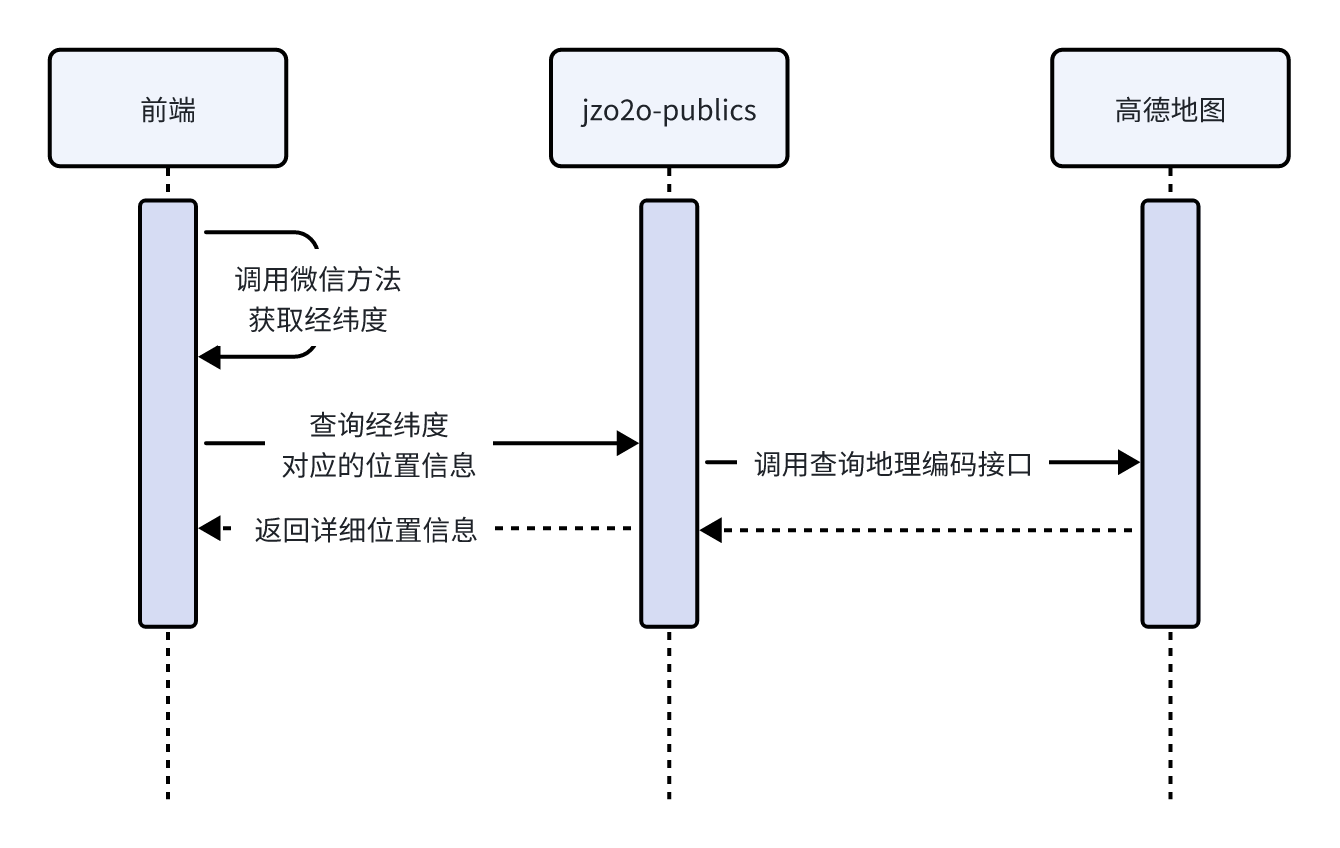 前端
jzo2o-publics
高德地图
调用微信方法
获取经纬度
查询经纬度
对应的位置信息
调用查询地理编码接口
返回详细位置信息